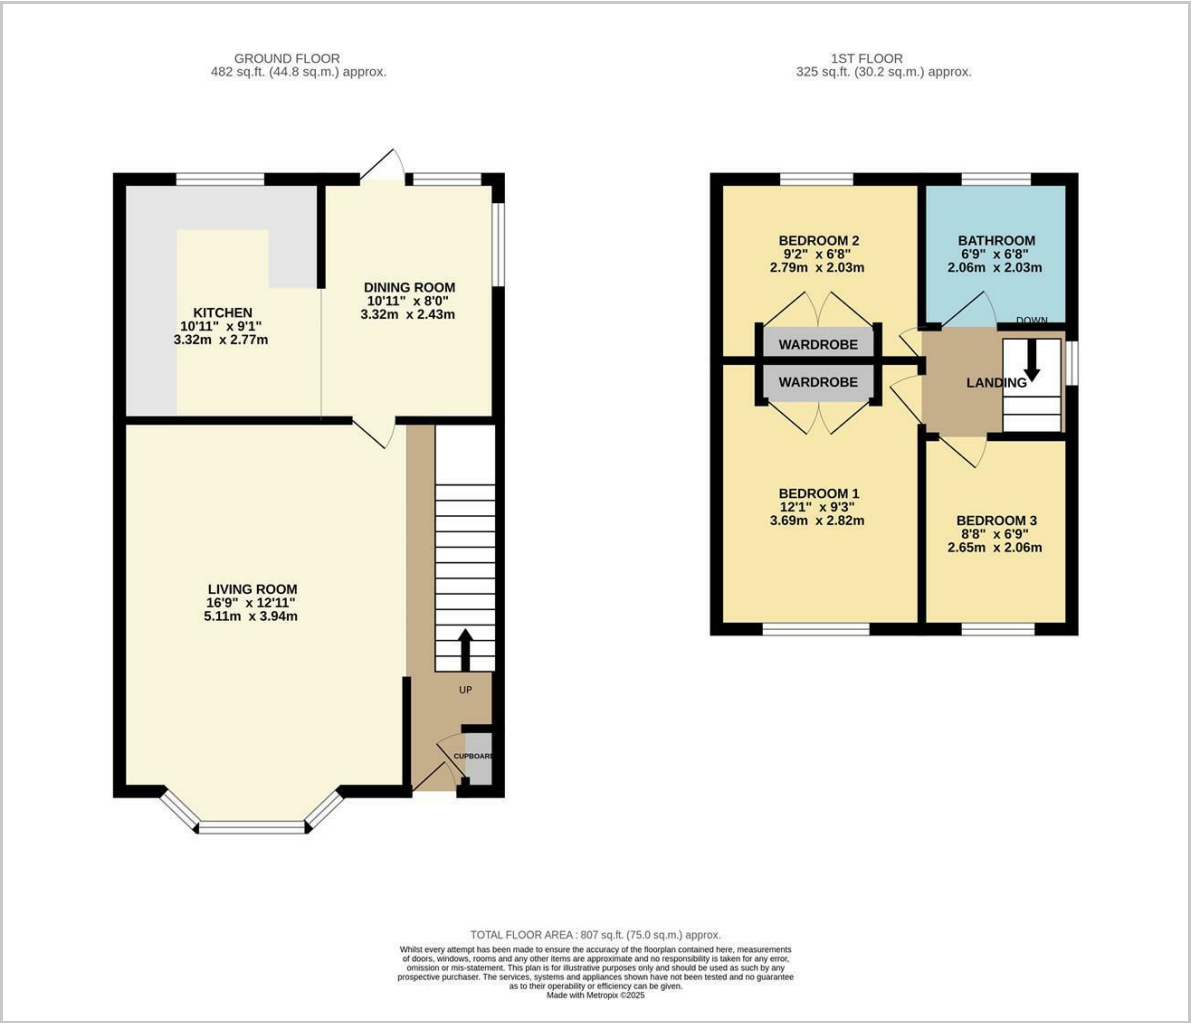 GROUND FLOOR
482 sq.ft. (44.8 sq.m.) approx.
1ST FLOOR
325 sq.ft. (30.2 sq.m.) approx.
KITCHEN
10'11" x 9'1"
3.32m x 2.77m
DINING ROOM
10'11" x 8'0"
3.32m x 2.43m
LIVING ROOM
16'9" x 12'11"
5.11m x 3.94m
UP
CUPBOARD
BEDROOM 2
9'2" x 6'8"
2.79m x 2.03m
BATHROOM
6'9" x 6'8"
2.06m x 2.03m
DOWN
WARDROBE
WARDROBE
LANDING
BEDROOM 1
12'1" x 9'3"
3.69m x 2.82m
BEDROOM 3
8'8" x 6'9"
2.65m x 2.06m
TOTAL FLOOR AREA : 807 sq.ft. (75.0 sq.m.) approx.
Whilst every attempt has been made to ensure the accuracy of the floorplan contained here, measurements
of doors, windows, rooms and any other items are approximate and no responsibility is taken for any error,
omission or mis-statement. This plan is for illustrative purposes only and should be used as such by any
prospective purchaser. The services, systems and appliances shown have not been tested and no guarantee
as to their operability or efficiency can be given.
Made with Metropix ©2025